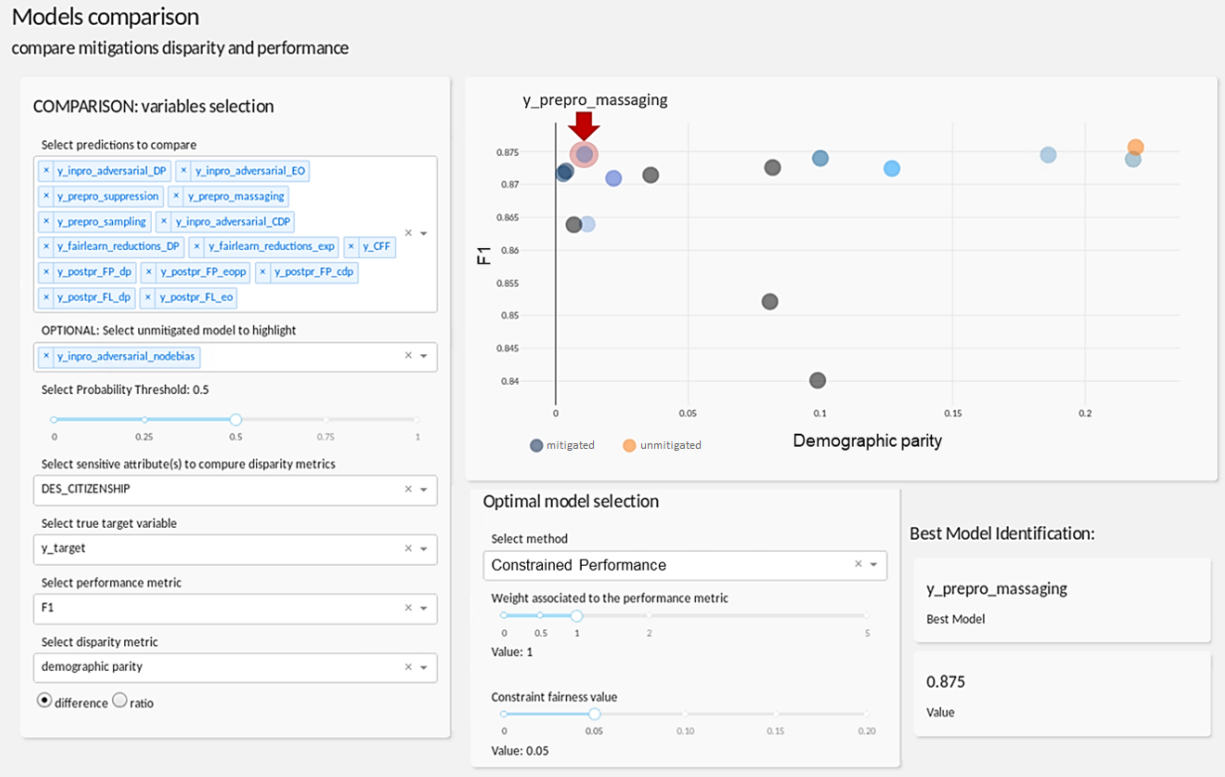 Models comparison
compare mitigations disparity and performance
COMPARISON: variables selection
Select predictions to compare
× y_inpro_adversarial_DP × y_inpro_adversarial_EO
× y_prepro_suppression × y_prepro_massaging
× y_prepro_sampling × y_inpro_adversarial_CDP
× y_fairlearn_reductions_DP × y_fairlearn_reductions_exp × y_CFF
× y_postpr_FP_dp × y_postpr_FP_eopp × y_postpr_FP_cdp
× y_postpr_FL_dp × y_postpr_FL_eo
OPTIONAL: Select unmitigated model to highlight
× y_inpro_adversarial_nodebias
Select Probability Threshold: 0.5
0 0.25 0.5 0.75 1
Select sensitive attribute(s) to compure disparity metrics
DES_CITIZENSHIP
Select true target variable
y_target
Select performance metric
F1
Select disparity metric
demographic parity
difference ratio
y_prepro_massaging
0.875
0.87
0.865
0.86
0.855
0.85
0.845
0.84
F1
0 0.05 0.1 0.15 0.2
mitigated unmitigated
Demographic parity
Optimal model selection
Select method
Constrained Performance
Weight associated to the performance metric
0 0.5 1 2 5
Value: 1
Constraint fairness value
0 0.05 0.10 0.15 0.20
Value: 0.05
Best Model Identification:
y_prepro_massaging
Best Model
0.875
Value